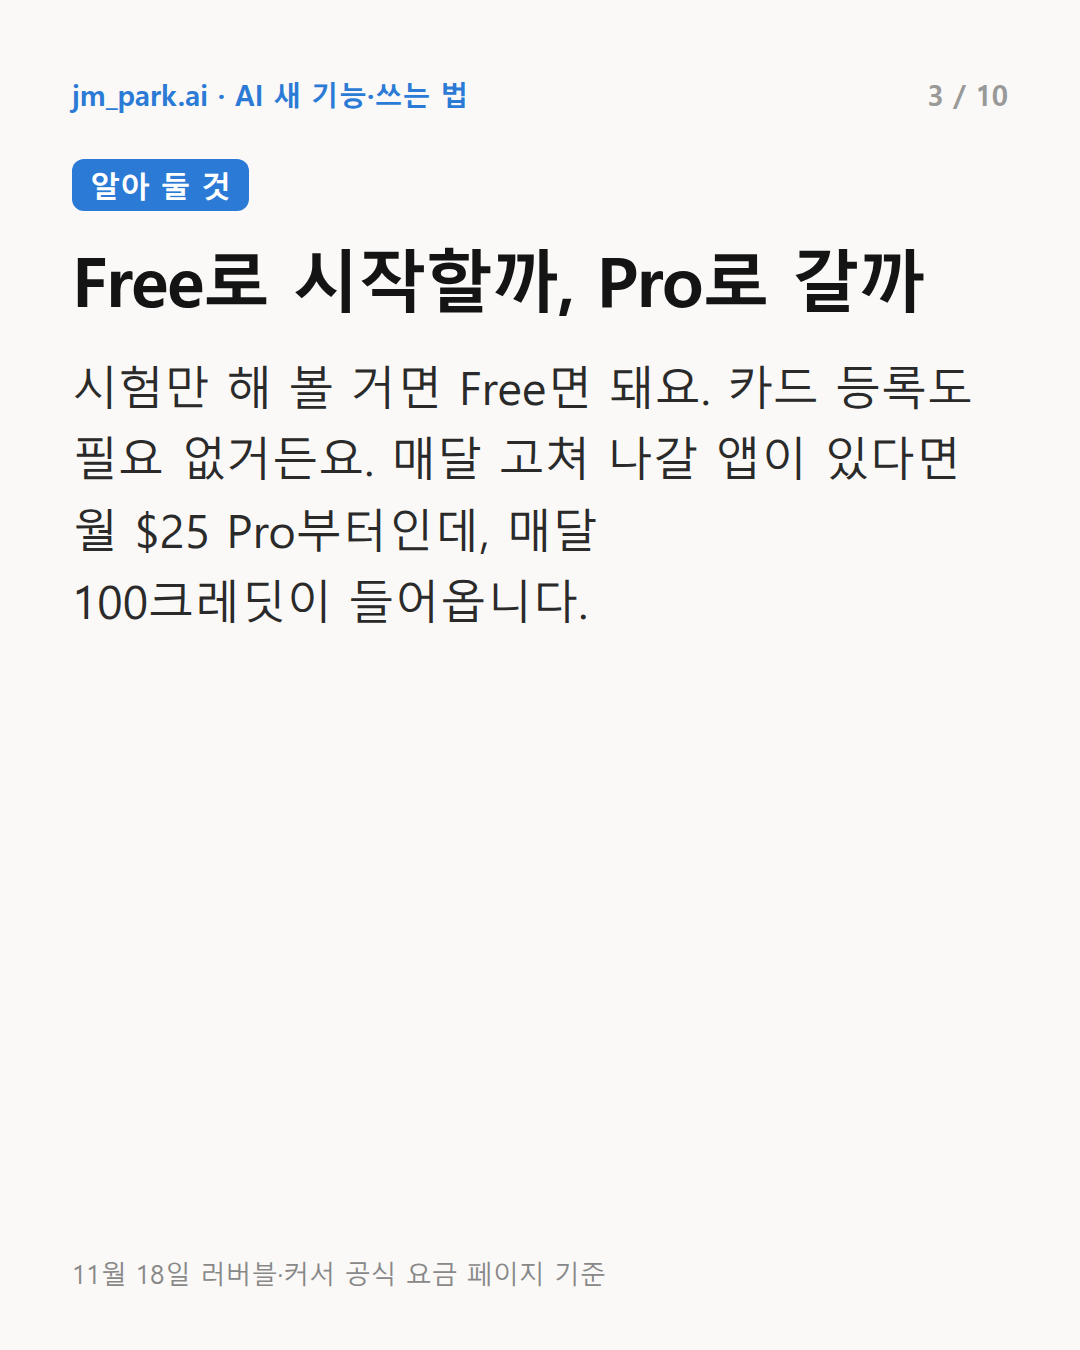 jm_park.ai · AI 새 기능·쓰는 법
3 / 10
알아 둘 것
Free로 시작할까, Pro로 갈까
시험만 해 볼 거면 Free면 돼요. 카드 등록도
필요 없거든요. 매달 고쳐 나갈 앱이 있다면
월 $25 Pro부터인데, 매달
100크레딧이 들어옵니다.
11월 18일 러버블·커서 공식 요금 페이지 기준